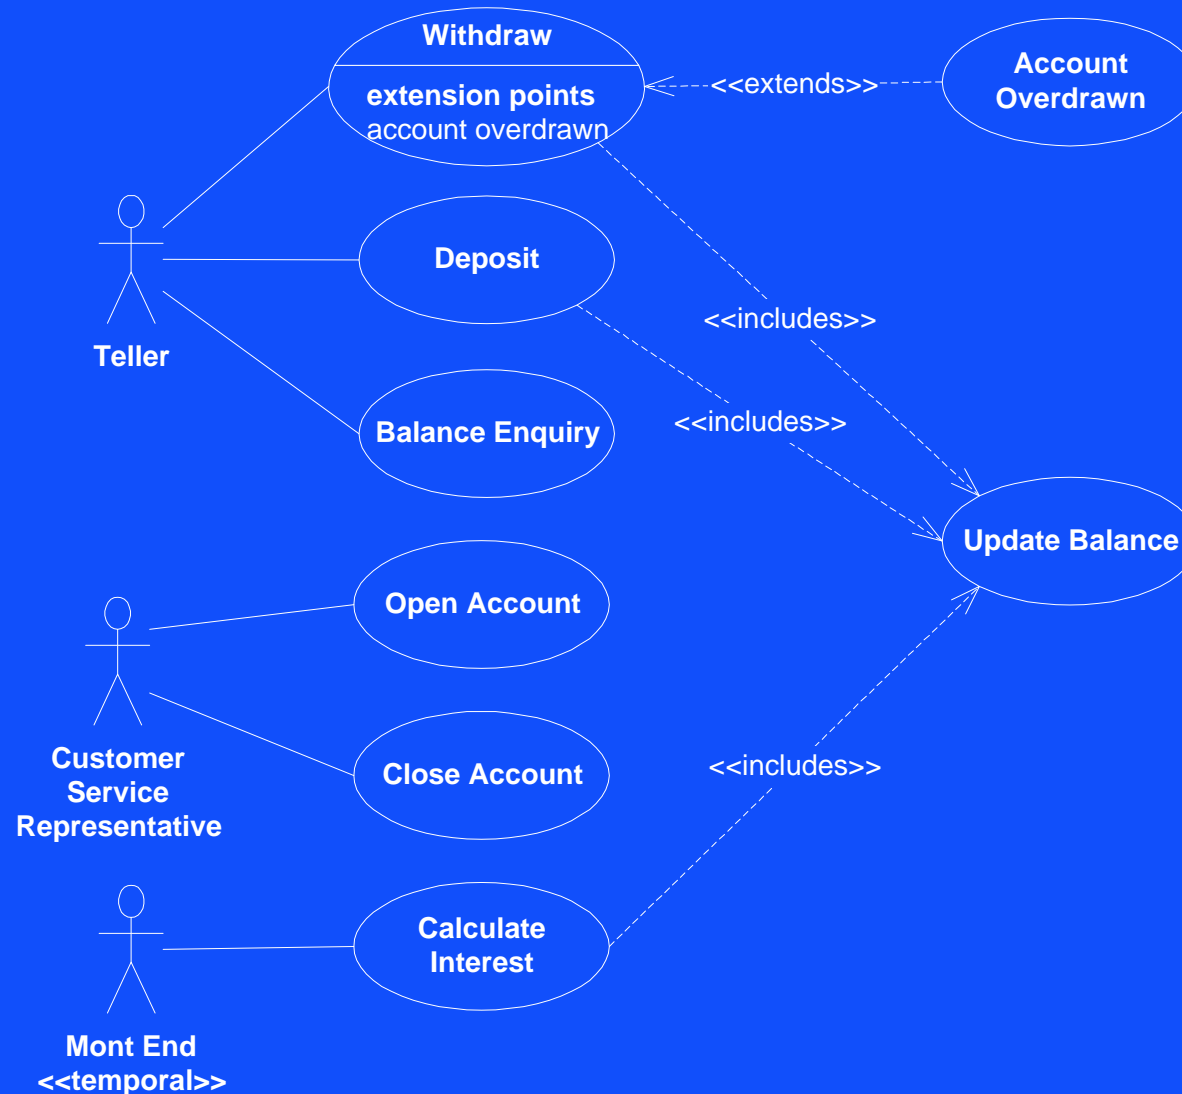 Withdraw
extension points
account overdrawn
<<extends>>
Account
Overdrawn
Deposit
<<includes>>
Teller
Balance Enquiry
<<includes>>
Update Balance
Open Account
Customer
Service
Representative
Close Account
<<includes>>
Calculate
Interest
Mont End
<<temporal>>